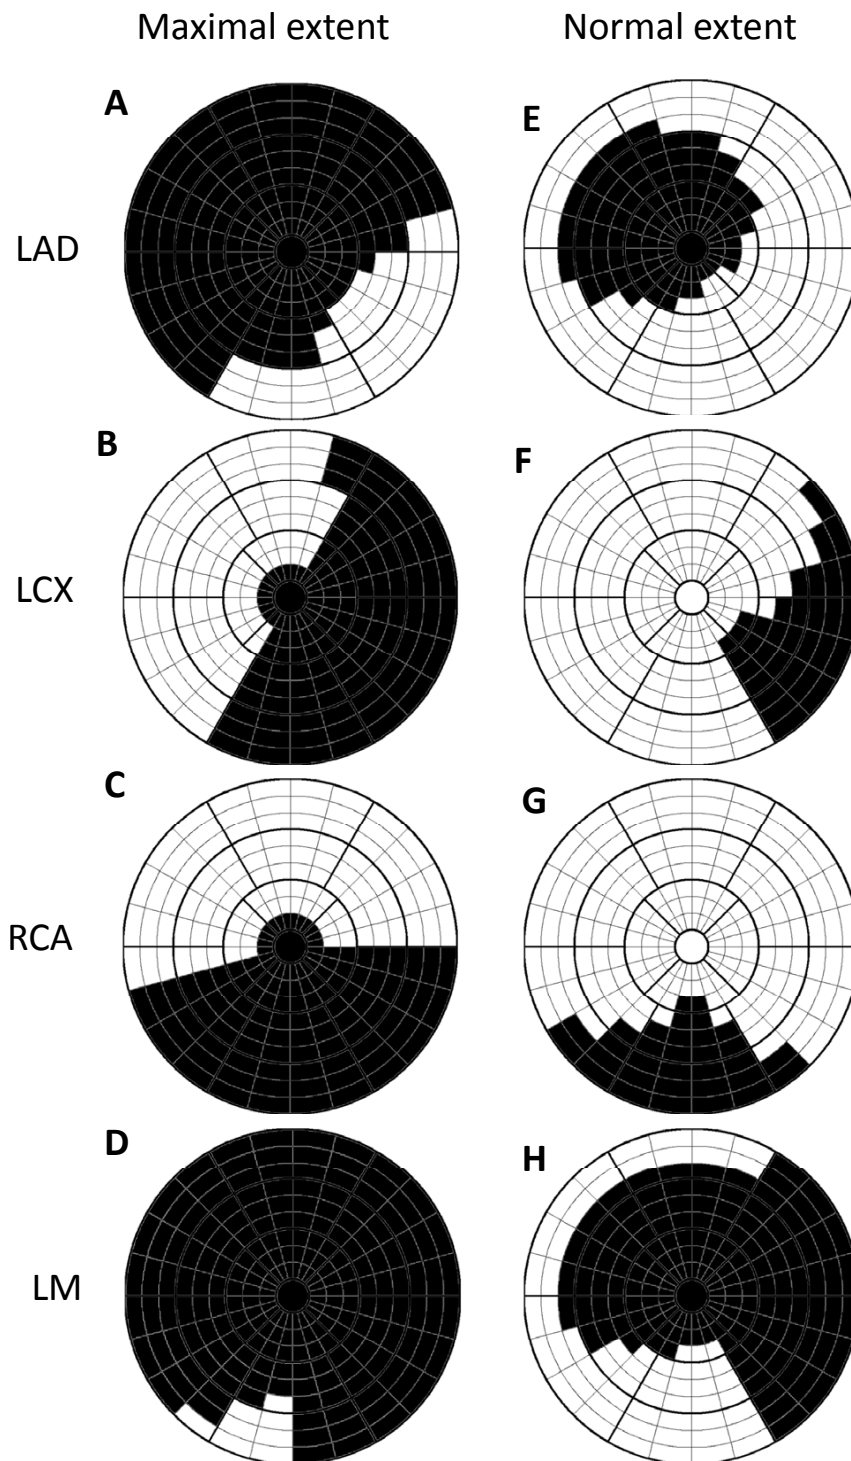 Maximal extent Normal extent
A E
LAD
B F
LCX
C G
RCA
D H
LM